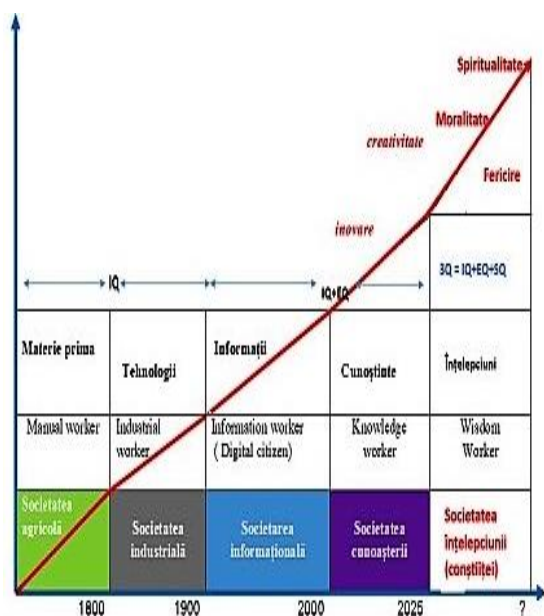 Spiritualitate
Moralitate
creativitate
Fericire
inovare
3Q = IQ+EQ+SQ
IQ
IQ+EQ
Materie prima
Tehnologii
Informații
Cunoștinte
Înțelepciuni
Manual worker
Industrial
worker
Information worker
( Digital citizen)
Knowledge
worker
Wisdom
Worker
Societatea
agricolă
Societatea
industrială
Societarea
informațională
Societatea
cunoașterii
Societatea
înțelepciunii
(conștiței)
1800
1900
2000
2025
?